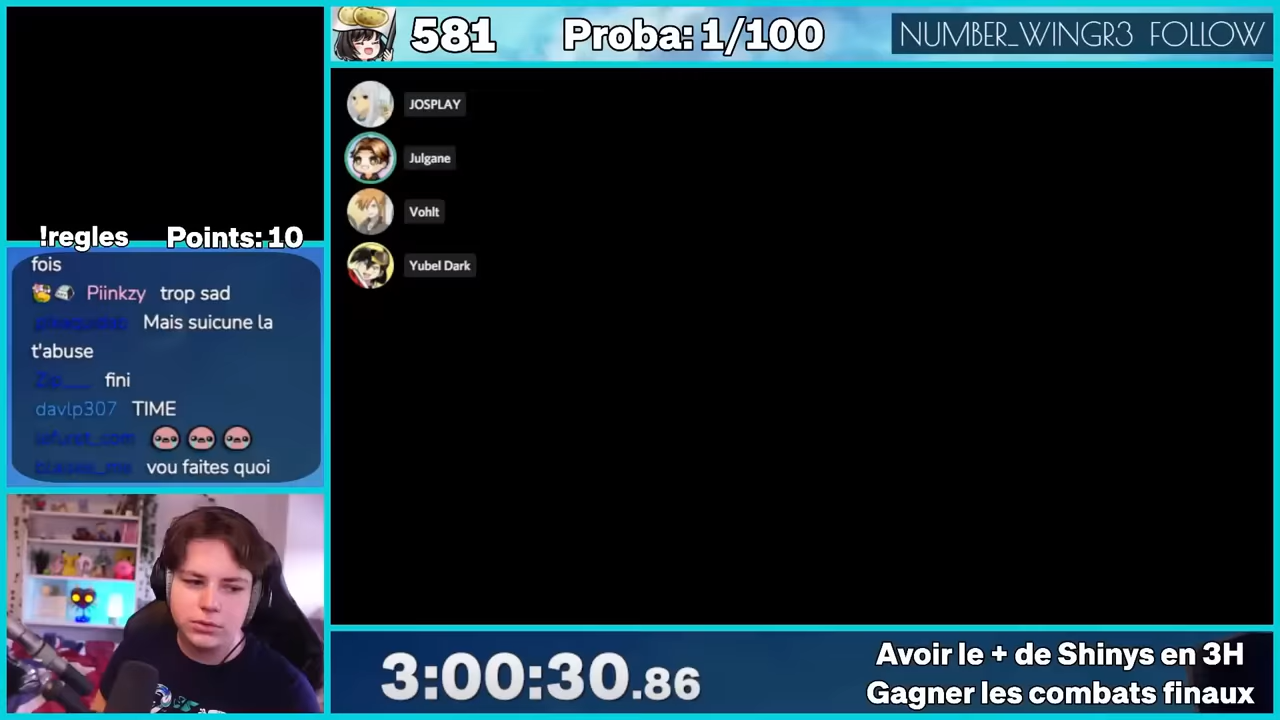 581
Proba: 1/100
NUMBER_WINGR3 FOLLOW
JOSPLAY
Julgane
Vohlt
Yubel Dark
!regles Points: 10
fois
Piinkzy trop sad
Mais suicune la
t'abuse
fini
davlp307 TIME
vou faites quoi
3:00:30.86
Avoir le + de Shinys en 3H
Gagner les combats finaux